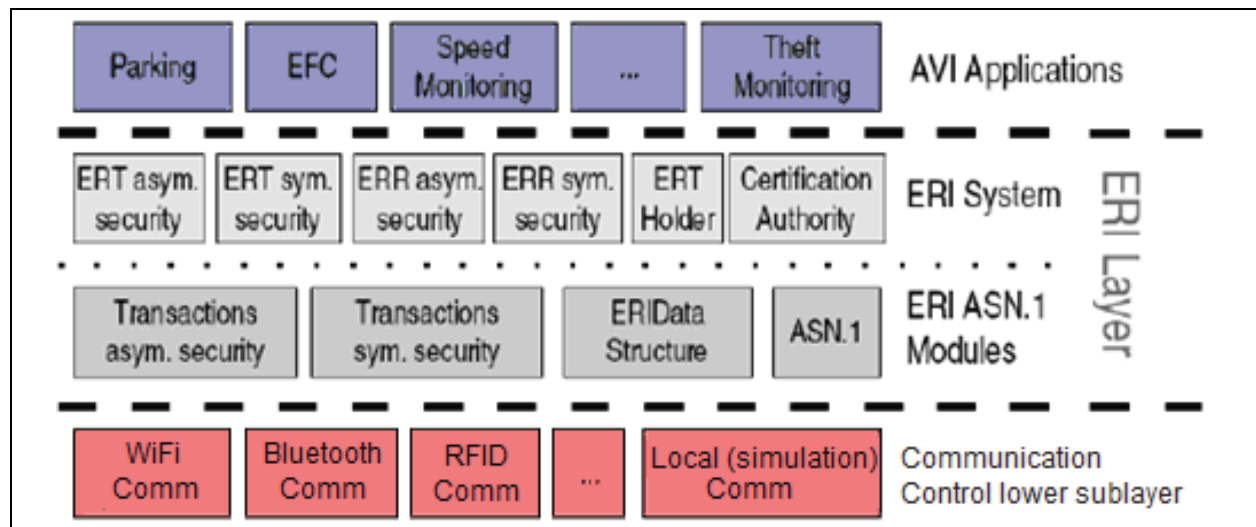 Parking
EFC
Speed
Monitoring
...
Theft
Monitoring
AVI Applications
ERT asym.
security
ERT sym.
security
ERR asym.
security
ERR sym.
security
ERT
Holder
Certification
Authority
ERI System
Transactions
asym. security
Transactions
sym. security
ERIData
Structure
ASN.1
ERI ASN.1
Modules
ERI Layer
WiFi
Comm
Bluetooth
Comm
RFID
Comm
...
Local (simulation)
Comm
Communication
Control lower sublayer